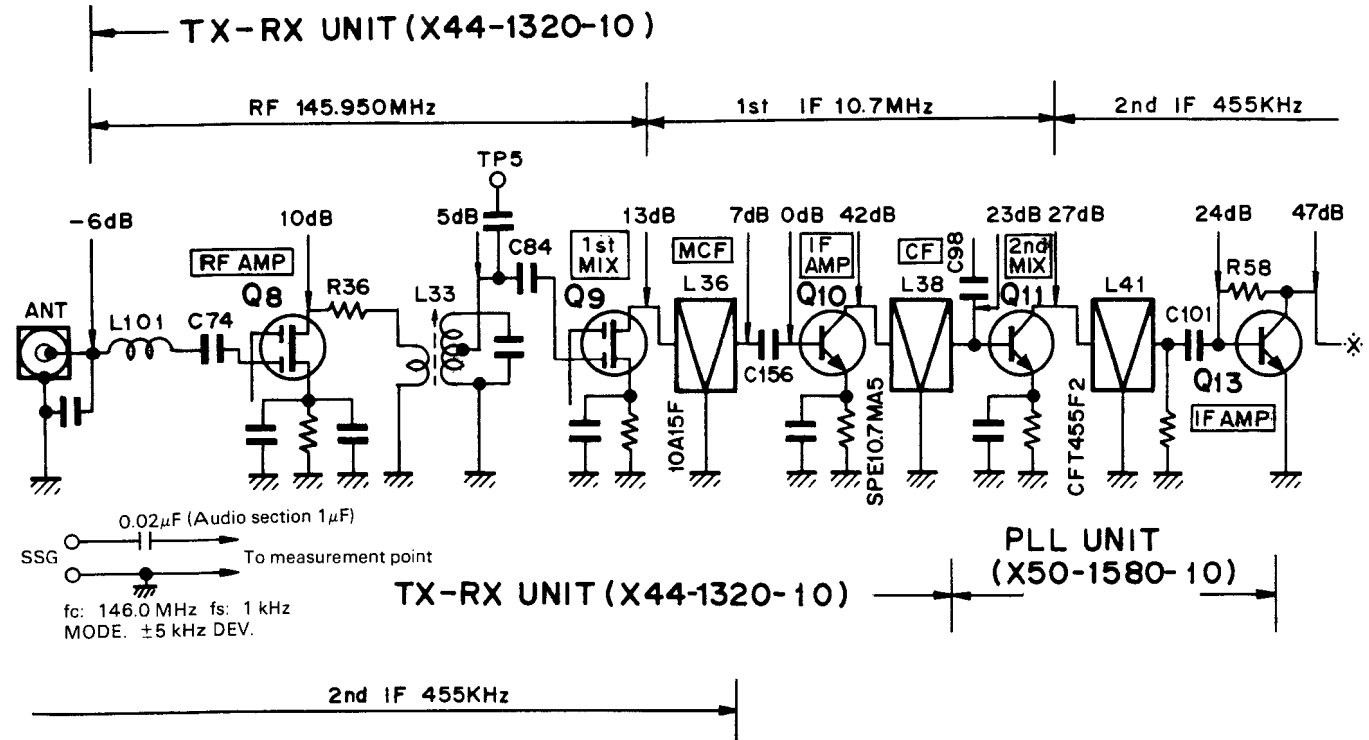 TX-RX UNIT (X44-1320-10)
RF 145.950MHz
1st IF 10.7MHz
2nd IF 455KHz
TP5
-6dB
10dB
5dB
13dB
7dB
0dB
42dB
23dB
27dB
24dB
47dB
C84
C98
RF AMP
1st
MIX
MCF
IF
AMP
CF
2nd
MIX
R58
ANT
Q8
R36
L33
Q9
L36
Q10
L38
Q11
L41
L101
C74
C156
C101
Q13
IF AMP
10A15F
SPE10.7MA5
CFT455F2
0.02μF (Audio section 1μF)
SSG
To measurement point
fc: 146.0 MHz fs: 1 kHz
MODE. ±5 kHz DEV.
PLL UNIT
(X50-1580-10)
TX-RX UNIT (X44-1320-10)
2nd IF 455KHz